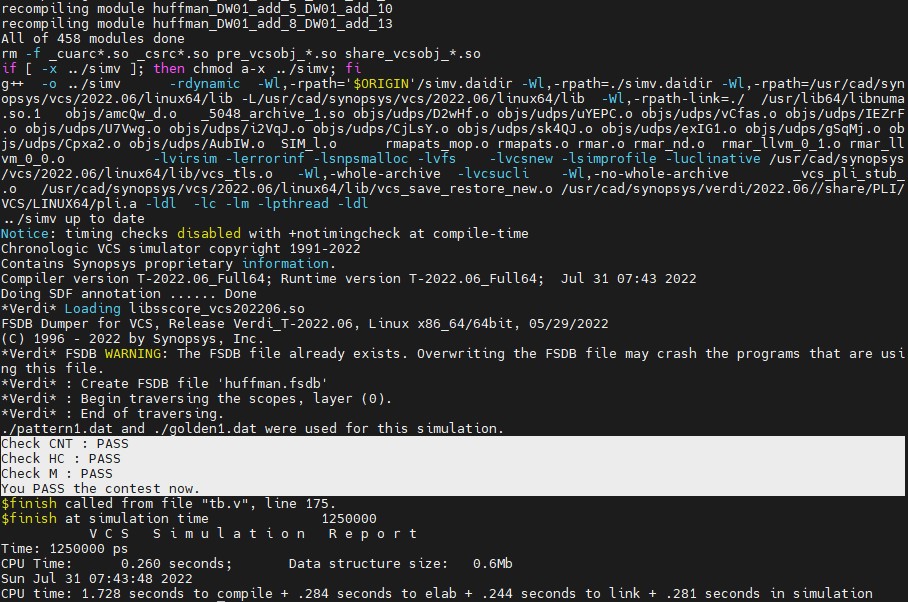 recompiling module huffman_DW01_add_5_DW01_add_10
recompiling module huffman_DW01_add_8_DW01_add_13
All of 458 modules done
rm -f _cuarc*.so _csrc*.so pre_vcsobj_*.so share_vcsobj_*.so
if [ -x ../simv ]; then chmod a-x ../simv; fi
g++  -o ../simv      -rdynamic  -Wl,-rpath='$ORIGIN'/simv.daidir -Wl,-rpath=./simv.daidir -Wl,-rpath=/usr/cad/syn
opsys/vcs/2022.06/linux64/lib -L/usr/cad/synopsys/vcs/2022.06/linux64/lib  -Wl,-rpath-link=./  /usr/lib64/libnuma
.so.1   objs/amcQw_d.o   _5048_archive_1.so objs/udps/D2wHf.o objs/udps/uYEPC.o objs/udps/vCfas.o objs/udps/IEZrF
.o objs/udps/U7Vwg.o objs/udps/i2VqJ.o objs/udps/CjLsY.o objs/udps/sk4QJ.o objs/udps/exIG1.o objs/udps/gSqMj.o ob
js/udps/Cpxa2.o objs/udps/AubIW.o  SIM_l.o      rmapats_mop.o rmapats.o rmar.o rmar_nd.o  rmar_llvm_0_1.o rmar_ll
vm_0_0.o           -lvirsim -lerrorinf -lsnpsmalloc -lvfs    -lvcsnew -lsimprofile -luclinative /usr/cad/synopsys
/vcs/2022.06/linux64/lib/vcs_tls.o   -Wl,-whole-archive  -lvcsucli  -Wl,-no-whole-archive        _vcs_pli_stub_
.o   /usr/cad/synopsys/vcs/2022.06/linux64/lib/vcs_save_restore_new.o /usr/cad/synopsys/verdi/2022.06//share/PLI/
VCS/LINUX64/pli.a -ldl  -lc -lm -lpthread -ldl
../simv up to date
Notice: timing checks disabled with +notimingcheck at compile-time
Chronologic VCS simulator copyright 1991-2022
Contains Synopsys proprietary information.
Compiler version T-2022.06_Full64; Runtime version T-2022.06_Full64;  Jul 31 07:43 2022
Doing SDF annotation ...... Done
*Verdi* Loading libsscore_vcs202206.so
FSDB Dumper for VCS, Release Verdi_T-2022.06, Linux x86_64/64bit, 05/29/2022
(C) 1996 - 2022 by Synopsys, Inc.
*Verdi* FSDB WARNING: The FSDB file already exists. Overwriting the FSDB file may crash the programs that are usi
ng this file.
*Verdi* : Create FSDB file 'huffman.fsdb'
*Verdi* : Begin traversing the scopes, layer (0).
*Verdi* : End of traversing.
./pattern1.dat and ./golden1.dat were used for this simulation.
Check CNT : PASS
Check HC : PASS
Check M : PASS
You PASS the contest now.
$finish called from file "tb.v", line 175.
$finish at simulation time              1250000
           V C S   S i m u l a t i o n   R e p o r t
Time: 1250000 ps
CPU Time:      0.260 seconds;       Data structure size:   0.6Mb
Sun Jul 31 07:43:48 2022
CPU time: 1.728 seconds to compile + .284 seconds to elab + .244 seconds to link + .281 seconds in simulation